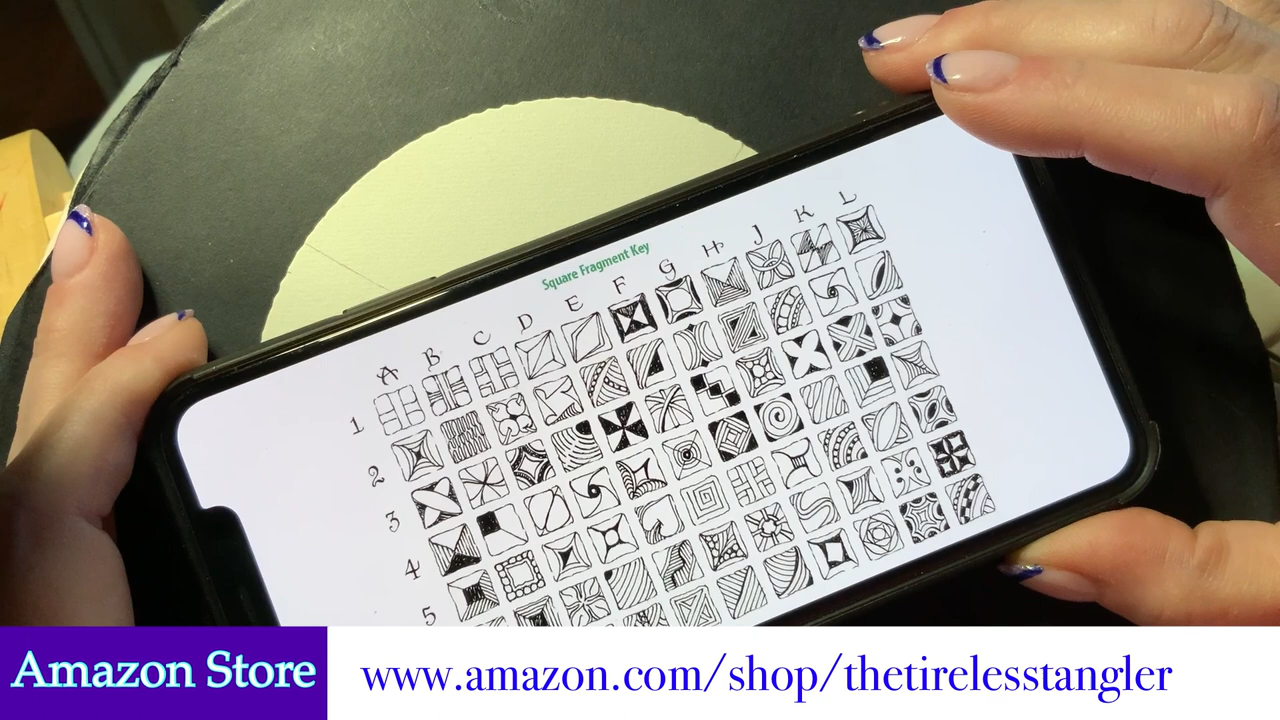 Square Fragment Key
A B C D E F G H J K L
1
2
3
4
5
Amazon Store
www.amazon.com/shop/thetirelesstangler